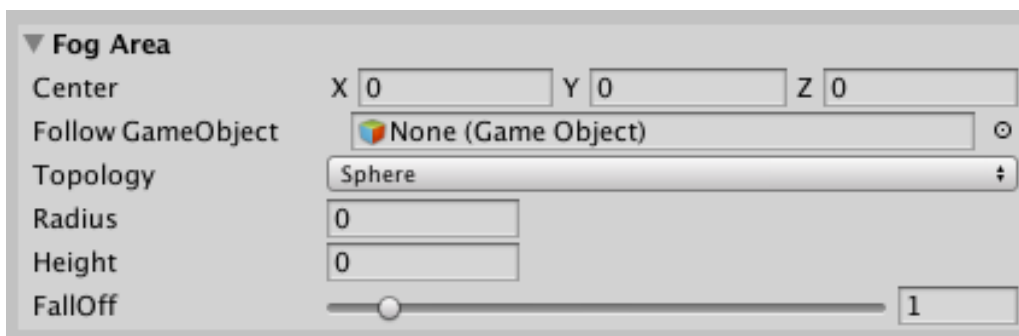 Fog Area
Center X 0 Y 0 Z 0
Follow GameObject None (Game Object)
Topology Sphere
Radius 0
Height 0
FallOff 1